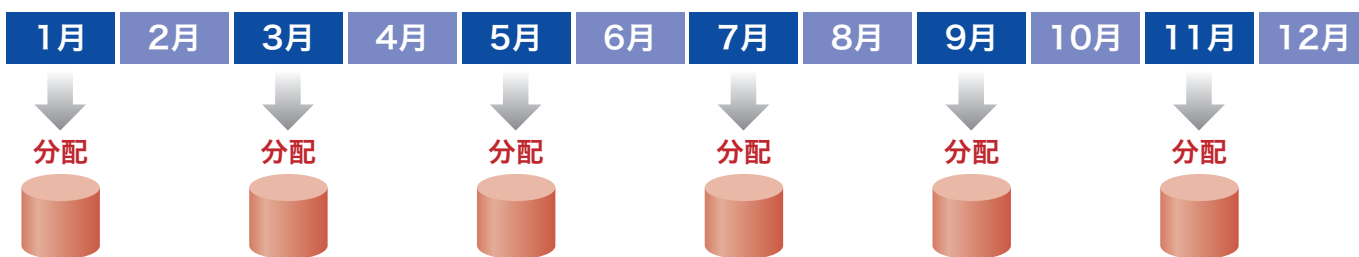 1月 2月 3月 4月 5月 6月 7月 8月 9月 10月 11月 12月
分配 分配 分配 分配 分配 分配